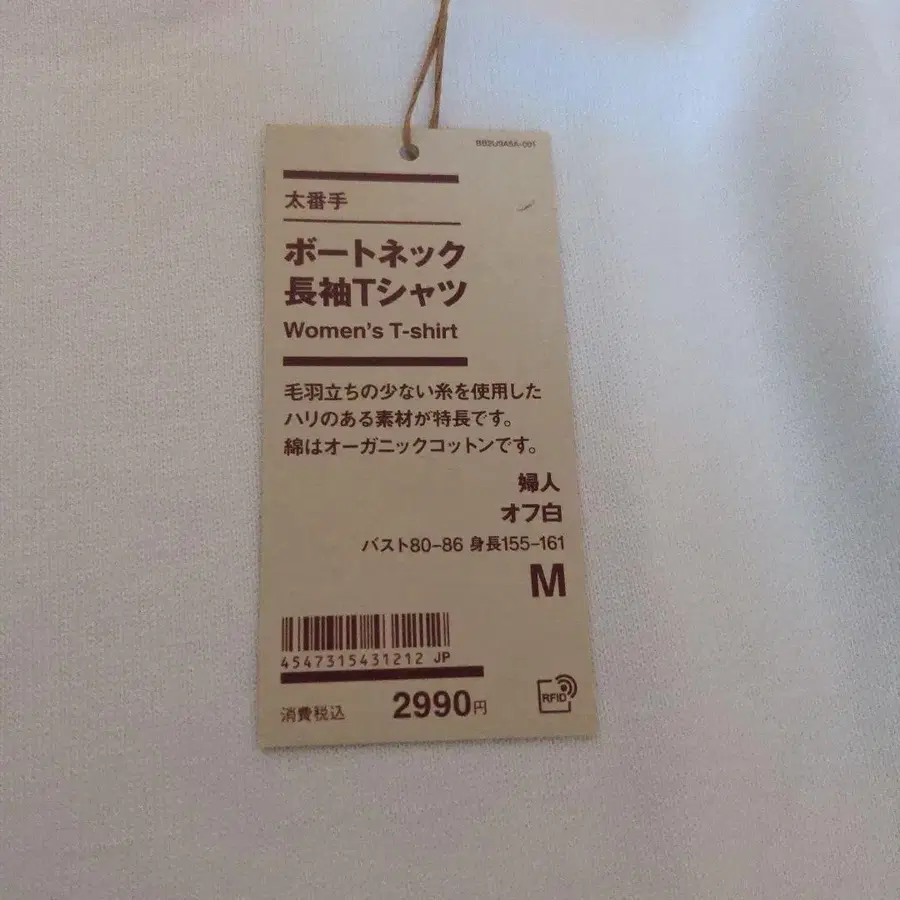 太番手
ボートネック
長袖Tシャツ
Women's T-shirt
毛羽立ちの少ない糸を使用した
ハリのある素材が特長です。
綿はオーガニックコットンです。
婦人
オフ白
バスト80-86 身長155-161
M
4547315431212 JP
消費税込 2990円
RFID